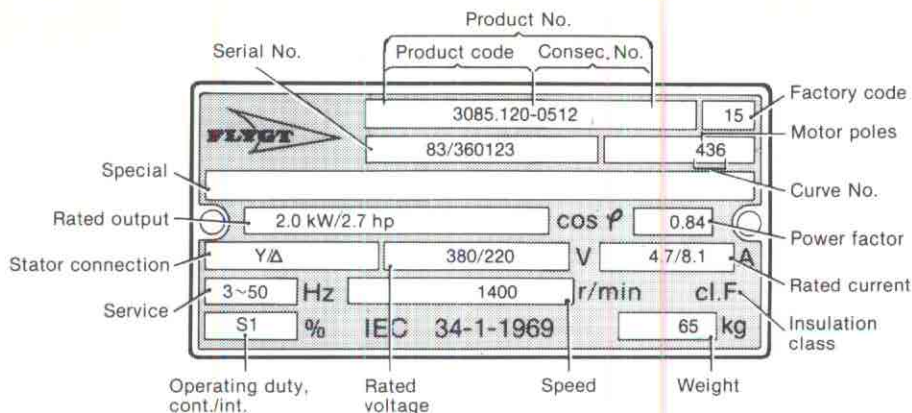 Product No.
Serial No.
Product code
Consec. No.
3085.120-0512
15
Factory code
FLYGT
Motor poles
83/360123
436
Special
Curve No.
Rated output
2.0 kW/2.7 hp
cos φ
0.84
Power factor
Stator connection
Y/Δ
380/220
V
4.7/8.1
A
Rated current
Service
3~50
Hz
1400
r/min
cl.F
Insulation
class
S1
%
IEC 34-1-1969
65
kg
Operating duty,
cont./int.
Rated
voltage
Speed
Weight